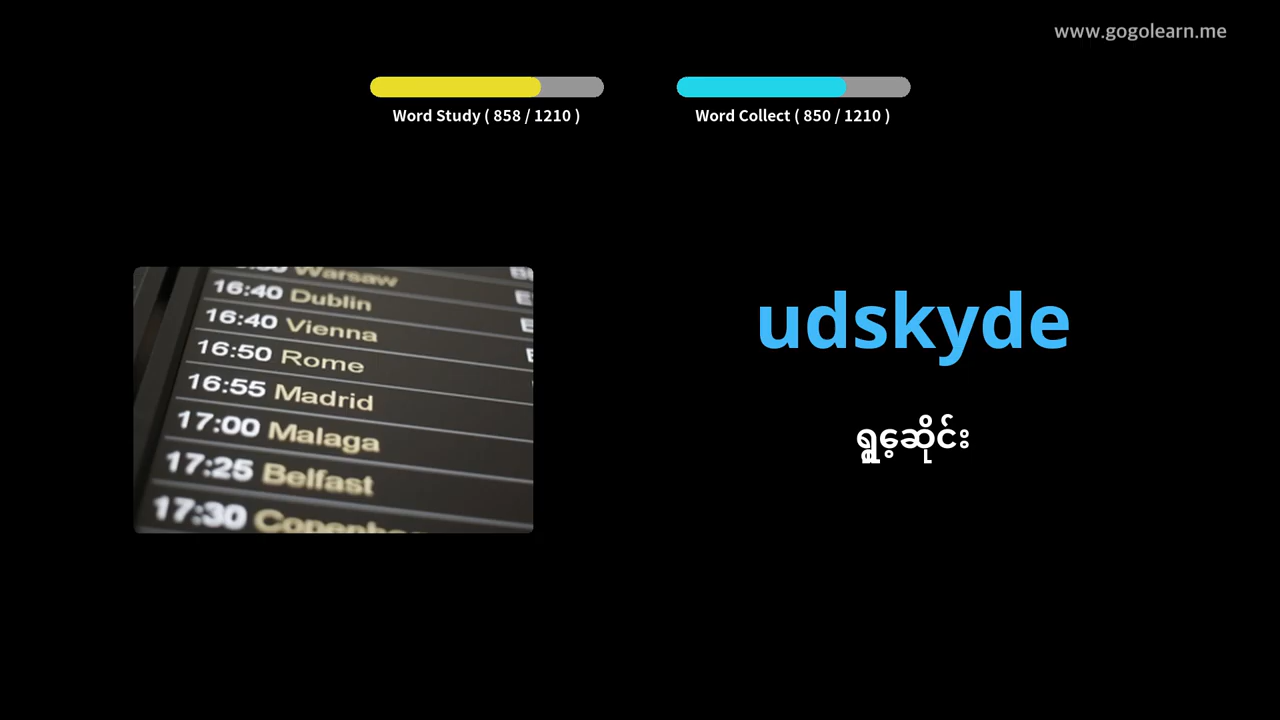 www.gogolearn.me
Word Study ( 858 / 1210 )
Word Collect ( 850 / 1210 )
Warsaw
16:40 Dublin
16:40 Vienna
16:50 Rome
16:55 Madrid
17:00 Malaga
17:25 Belfast
17:30
udskyde
ရွှေ့ဆိုင်း